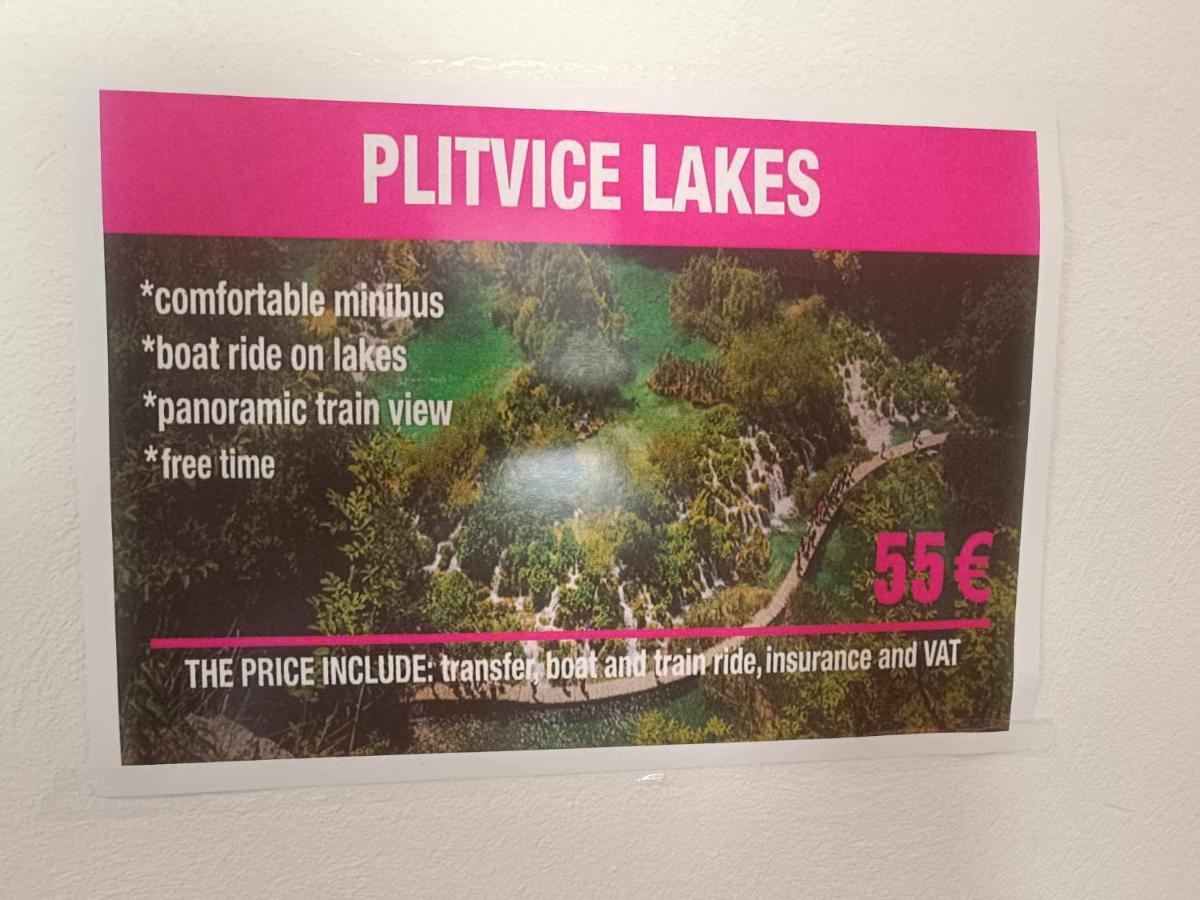 PLITVICE LAKES
*comfortable minibus
*boat ride on lakes
*panoramic train view
*free time
55€
THE PRICE INCLUDE: transfer, boat and train ride, insurance and VAT